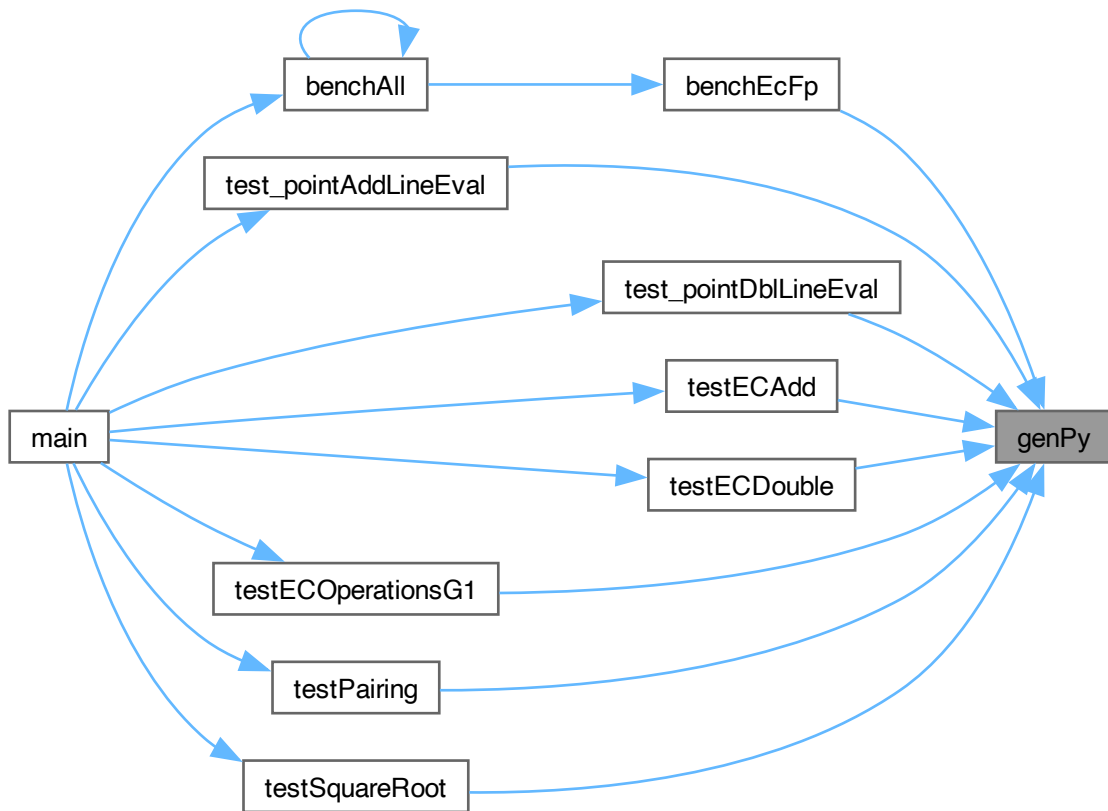 benchAll
benchEcFp
test_pointAddLineEval
test_pointDblLineEval
testECAdd
main
genPy
testECDouble
testECOperationsG1
testPairing
testSquareRoot